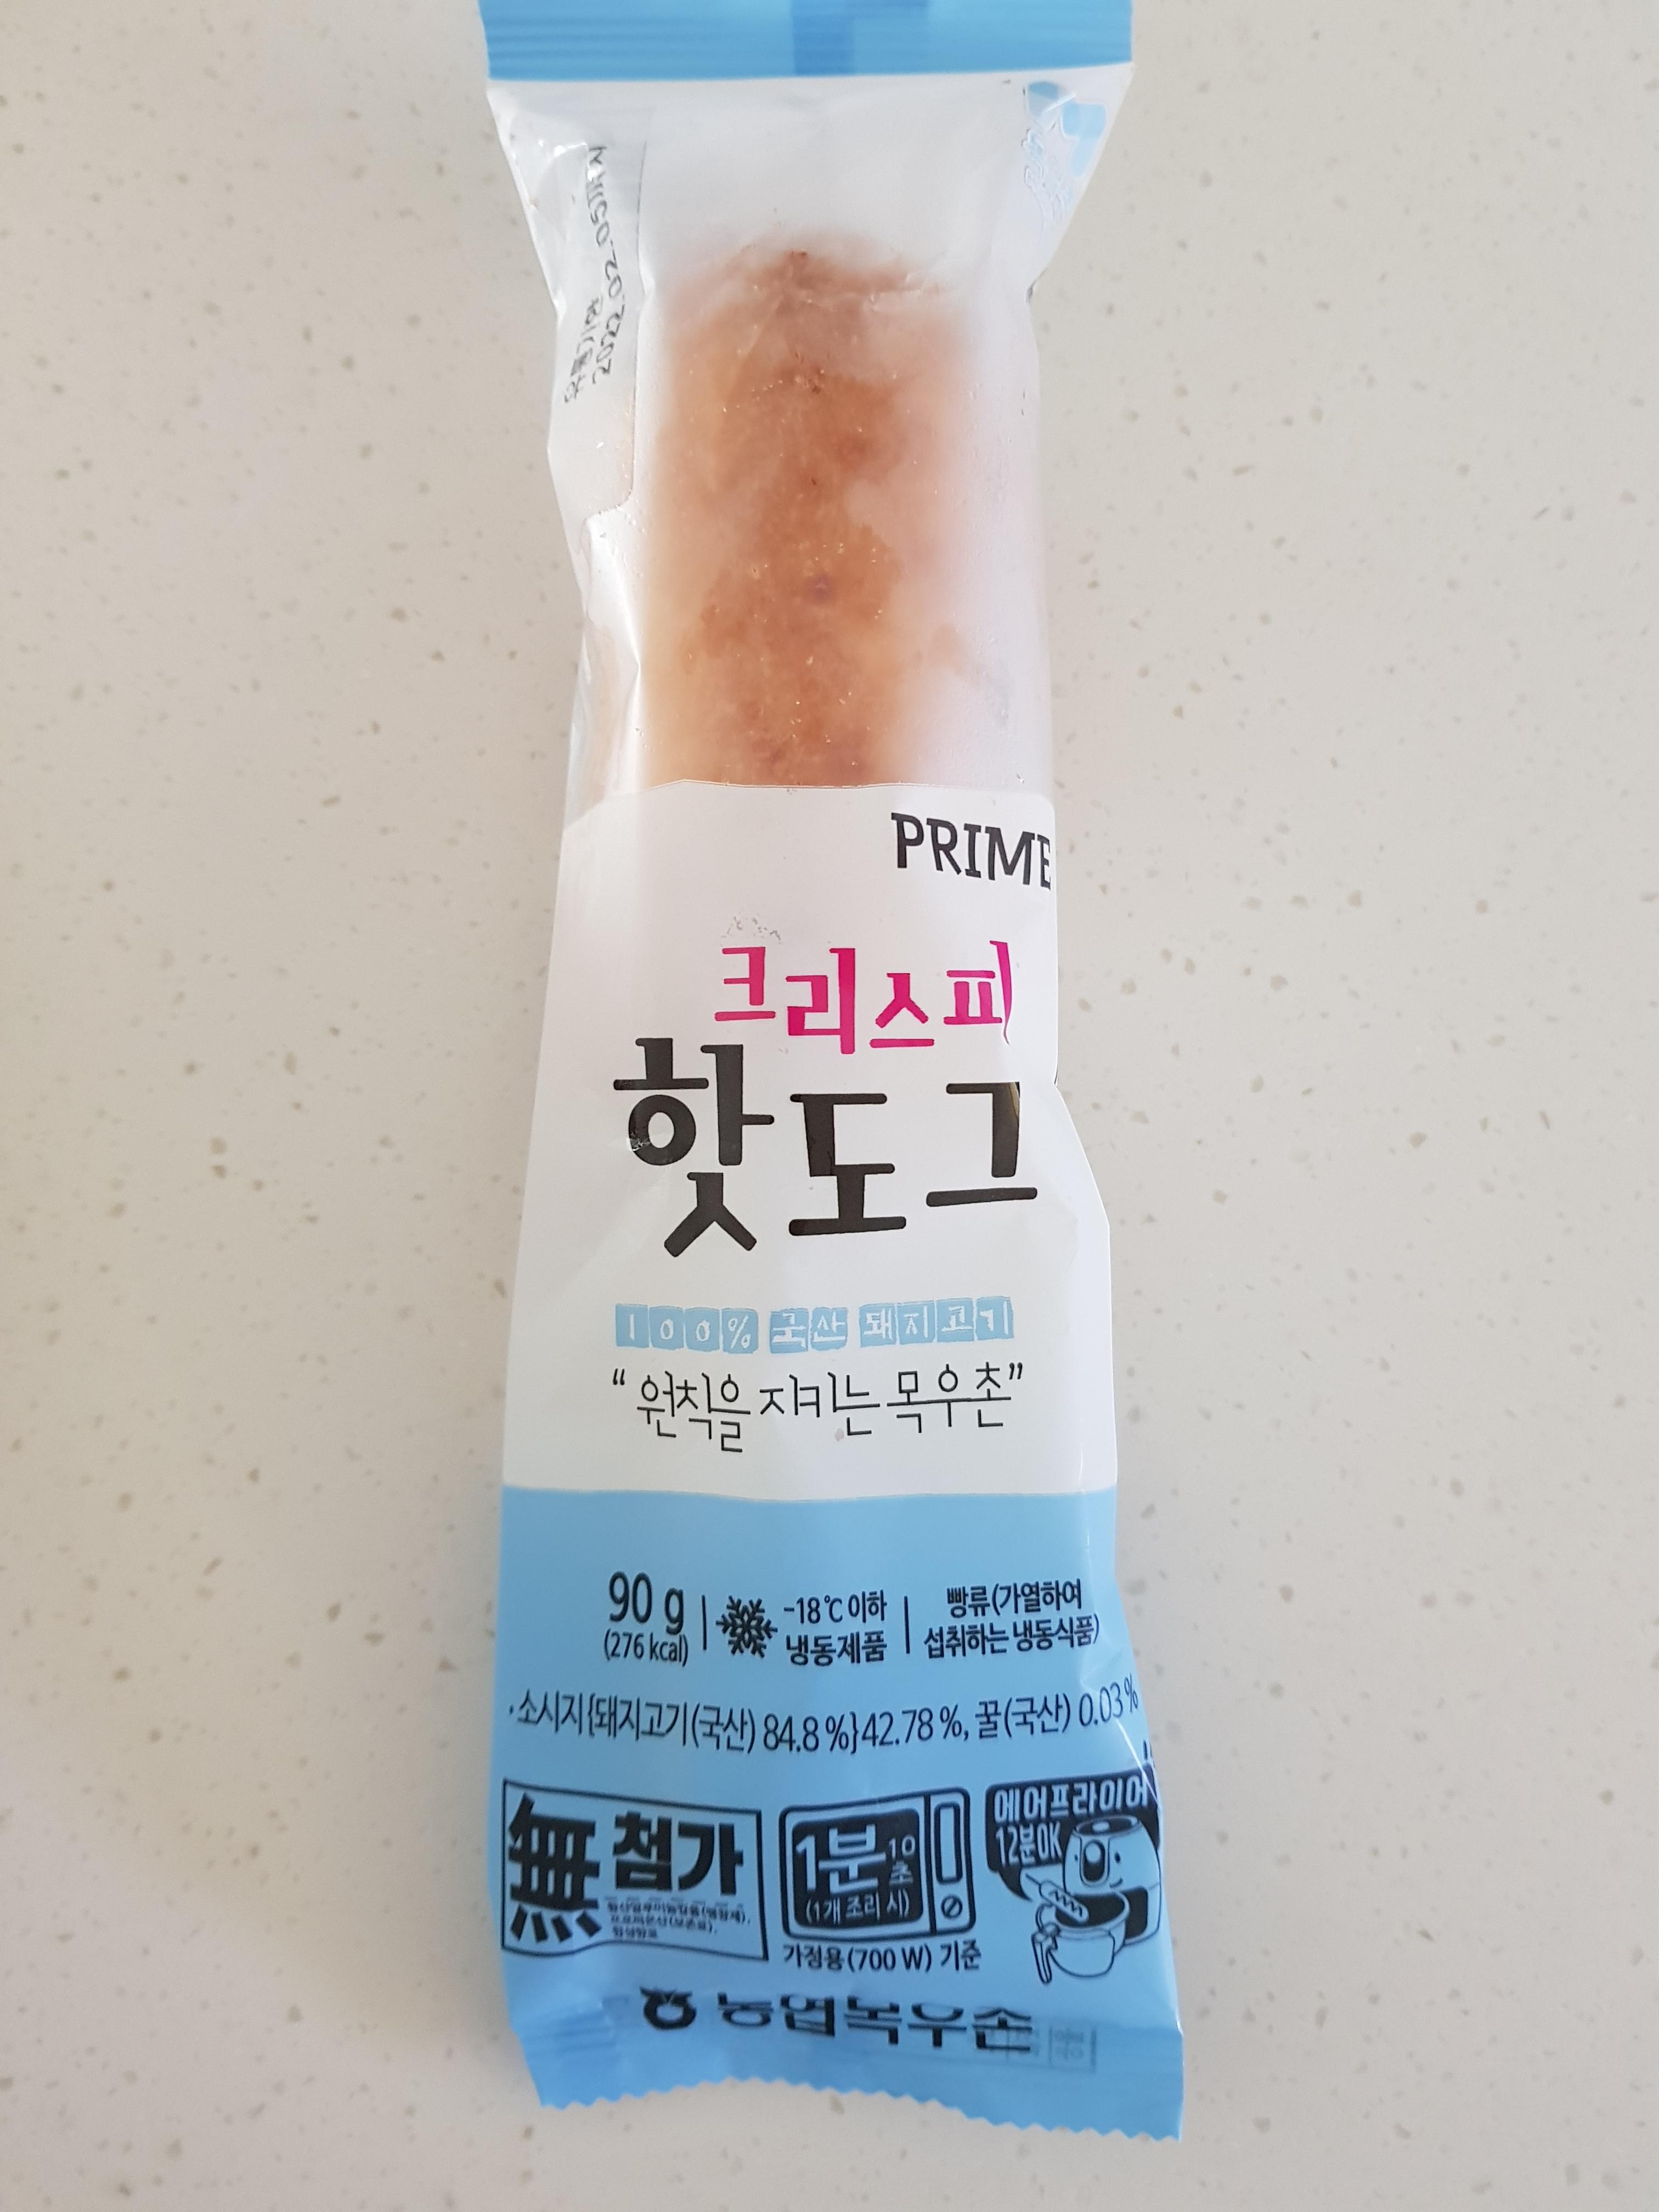 PRIME
크리스피
핫도그
100% 국산 돼지고기
“원칙을 지키는 목우촌”
90 g
(276 kcal)
-18℃ 이하
냉동제품
빵류(가열하여
섭취하는 냉동식품)
·소시지{돼지고기(국산) 84.8 %}42.78 %, 꿀(국산) 0.03 %
無 첨가
1분 10초
(1개 조리 시)
가정용(700 W) 기준
에어프라이어
12분OK
농협목우촌